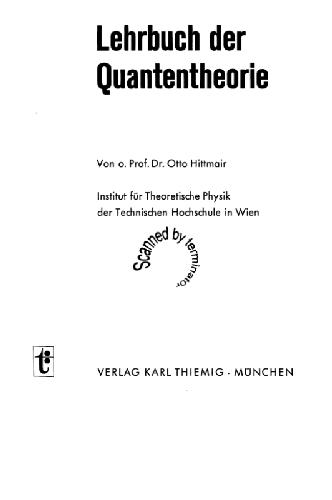 Lehrbuch der
Quantentheorie
Von o. Prof. Dr. Otto Hittmair
Institut für Theoretische Physik
der Technischen Hochschule in Wien
Scanned by terminator
t
VERLAG KARL THIEMIG · MÜNCHEN